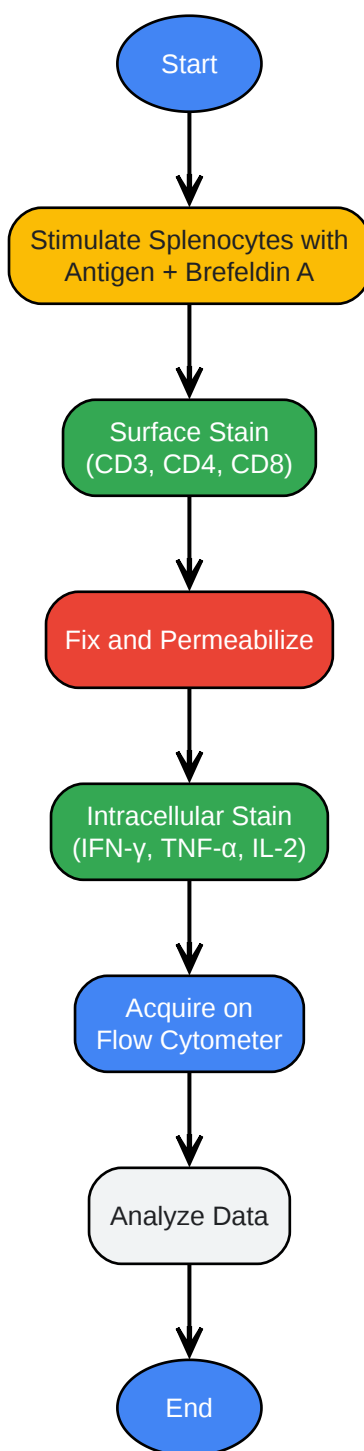 Start
Stimulate Splenocytes with
Antigen + Brefeldin A
Surface Stain
(CD3, CD4, CD8)
Fix and Permeabilize
Intracellular Stain
(IFN-γ, TNF-α, IL-2)
Acquire on
Flow Cytometer
Analyze Data
End